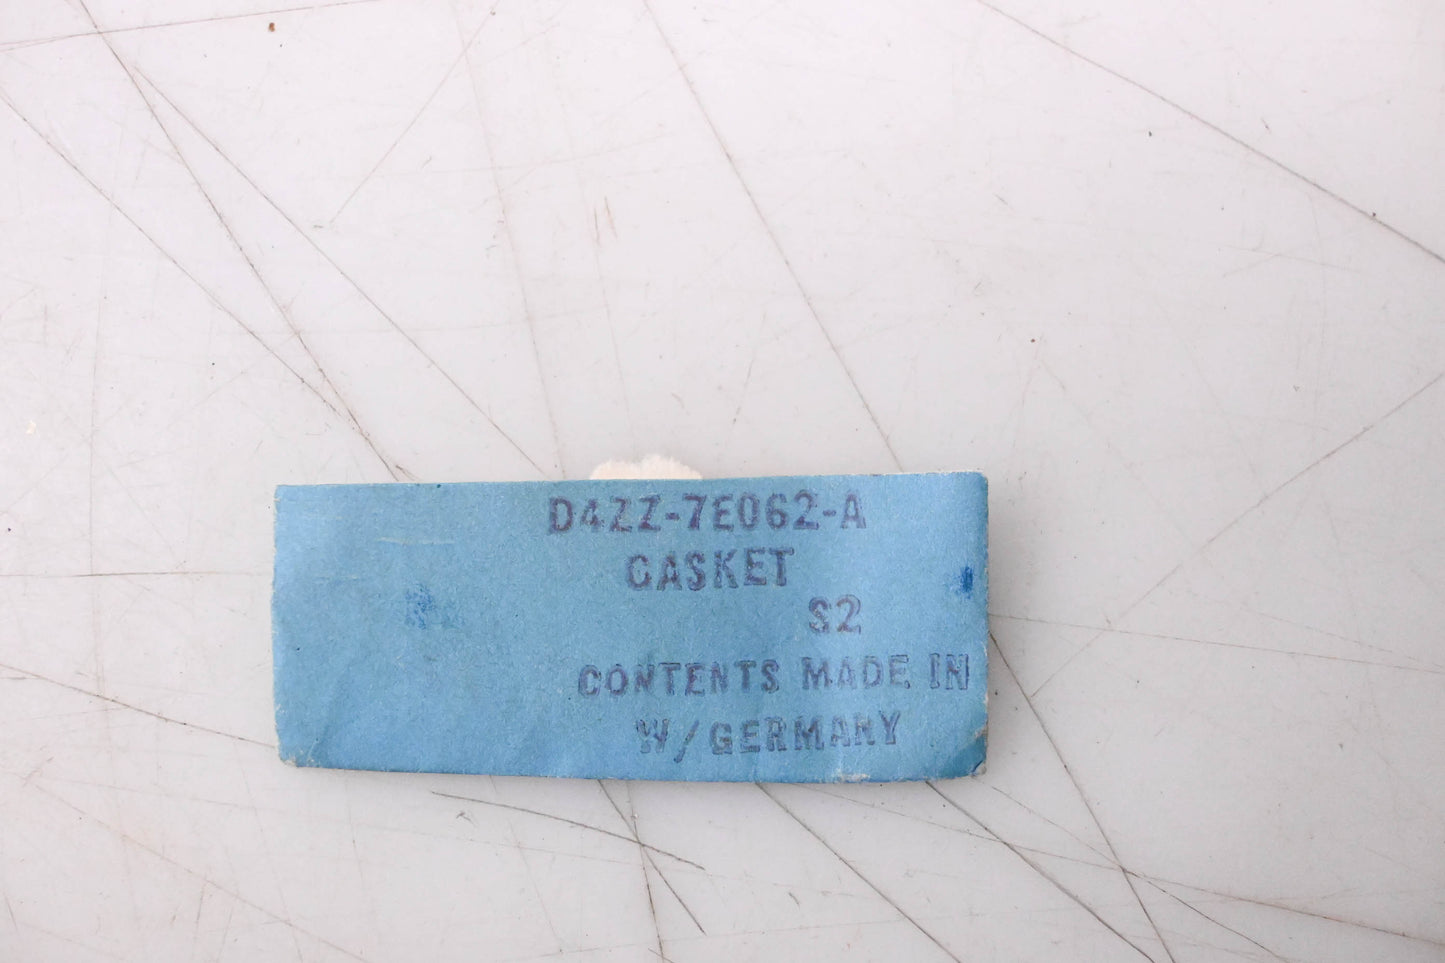 D4ZZ-7E062-A
GASKET
S2
CONTENTS MADE IN
W/GERMANY